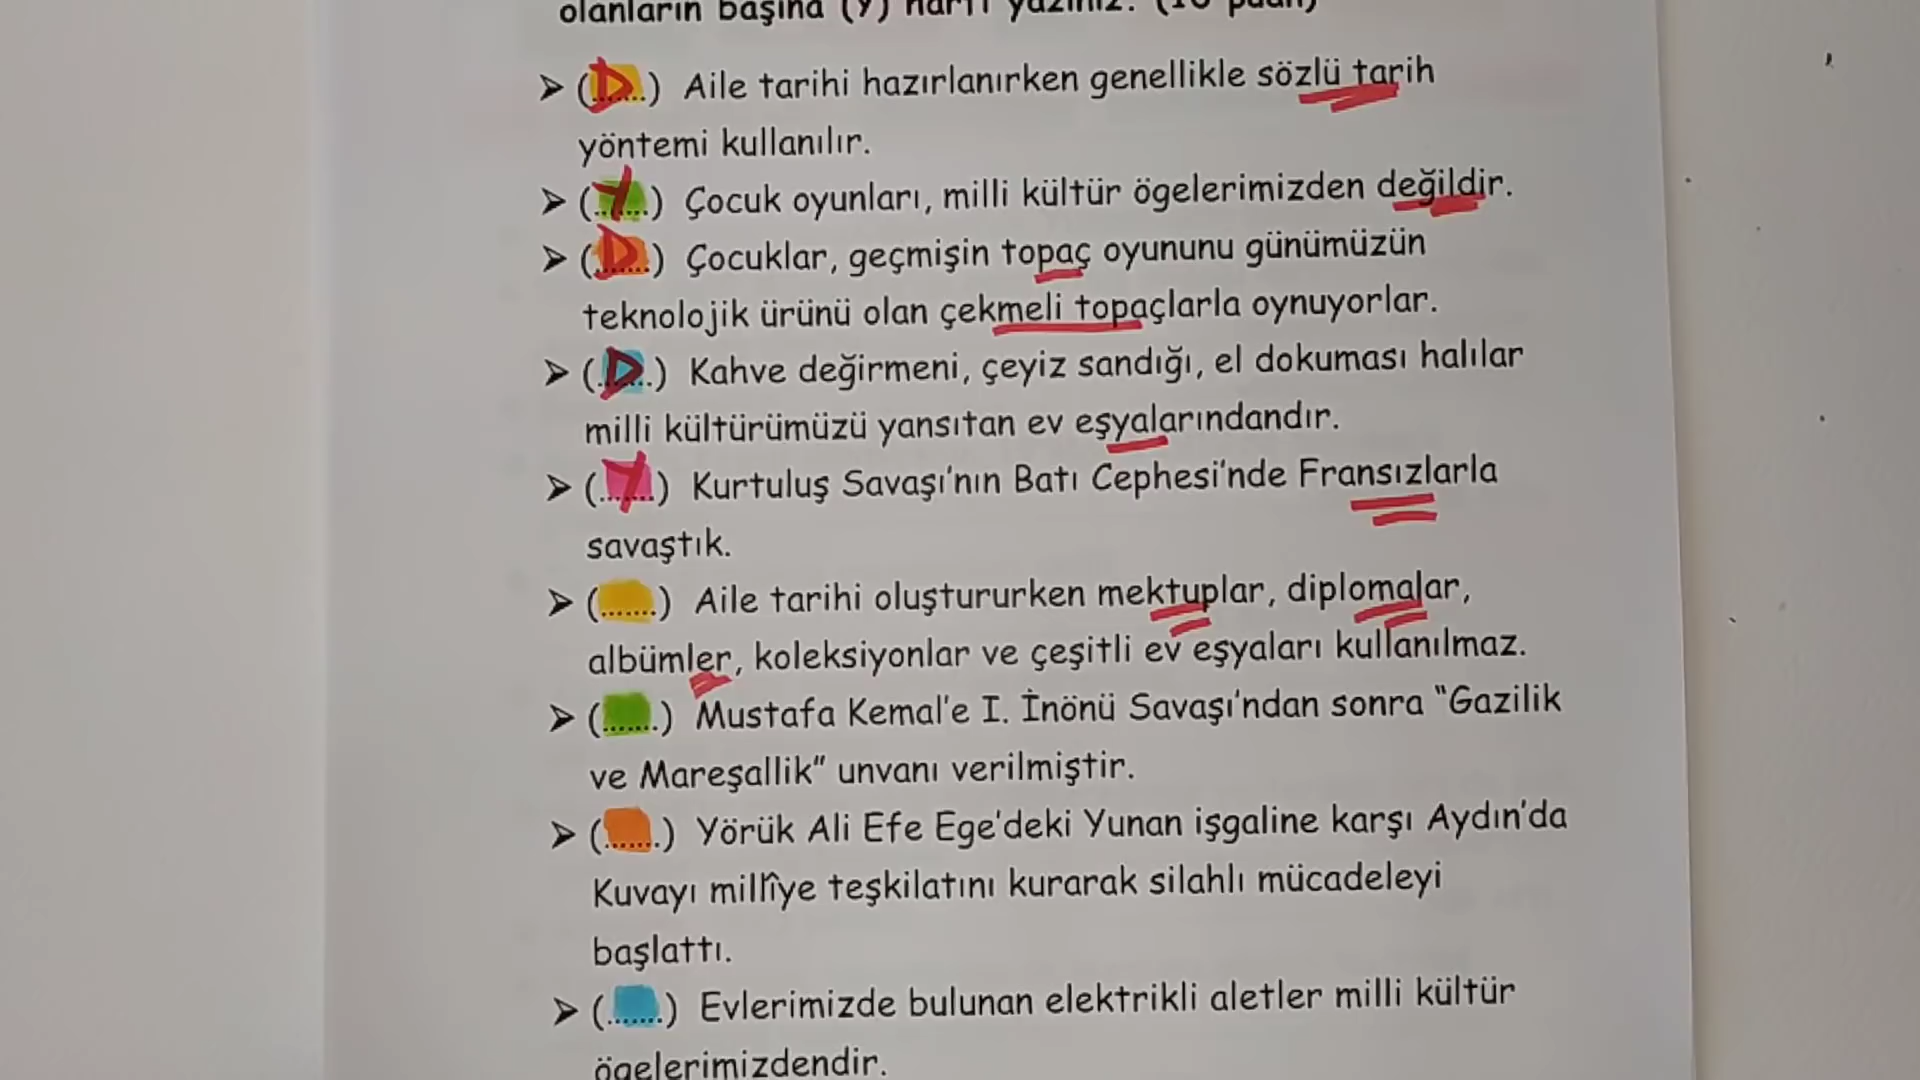 olanların başına (Y) harfi yazınız. (10 puan)
➤ (D) Aile tarihi hazırlanırken genellikle sözlü tarih
yöntemi kullanılır.
➤ (Y) Çocuk oyunları, milli kültür ögelerimizden değildir.
➤ (D) Çocuklar, geçmişin topaç oyununu günümüzün
teknolojik ürünü olan çekmeli topaçlarla oynuyorlar.
➤ (D) Kahve değirmeni, çeyiz sandığı, el dokuması halılar
milli kültürümüzü yansıtan ev eşyalarındandır.
➤ (Y) Kurtuluş Savaşı'nın Batı Cephesi'nde Fransızlarla
savaştık.
➤ (.......) Aile tarihi oluştururken mektuplar, diplomalar,
albümler, koleksiyonlar ve çeşitli ev eşyaları kullanılmaz.
➤ (.......) Mustafa Kemal'e I. İnönü Savaşı'ndan sonra "Gazilik
ve Mareşallik" unvanı verilmiştir.
➤ (.......) Yörük Ali Efe Ege'deki Yunan işgaline karşı Aydın'da
Kuvayı millîye teşkilatını kurarak silahlı mücadeleyi
başlattı.
➤ (.......) Evlerimizde bulunan elektrikli aletler milli kültür
ögelerimizdendir.